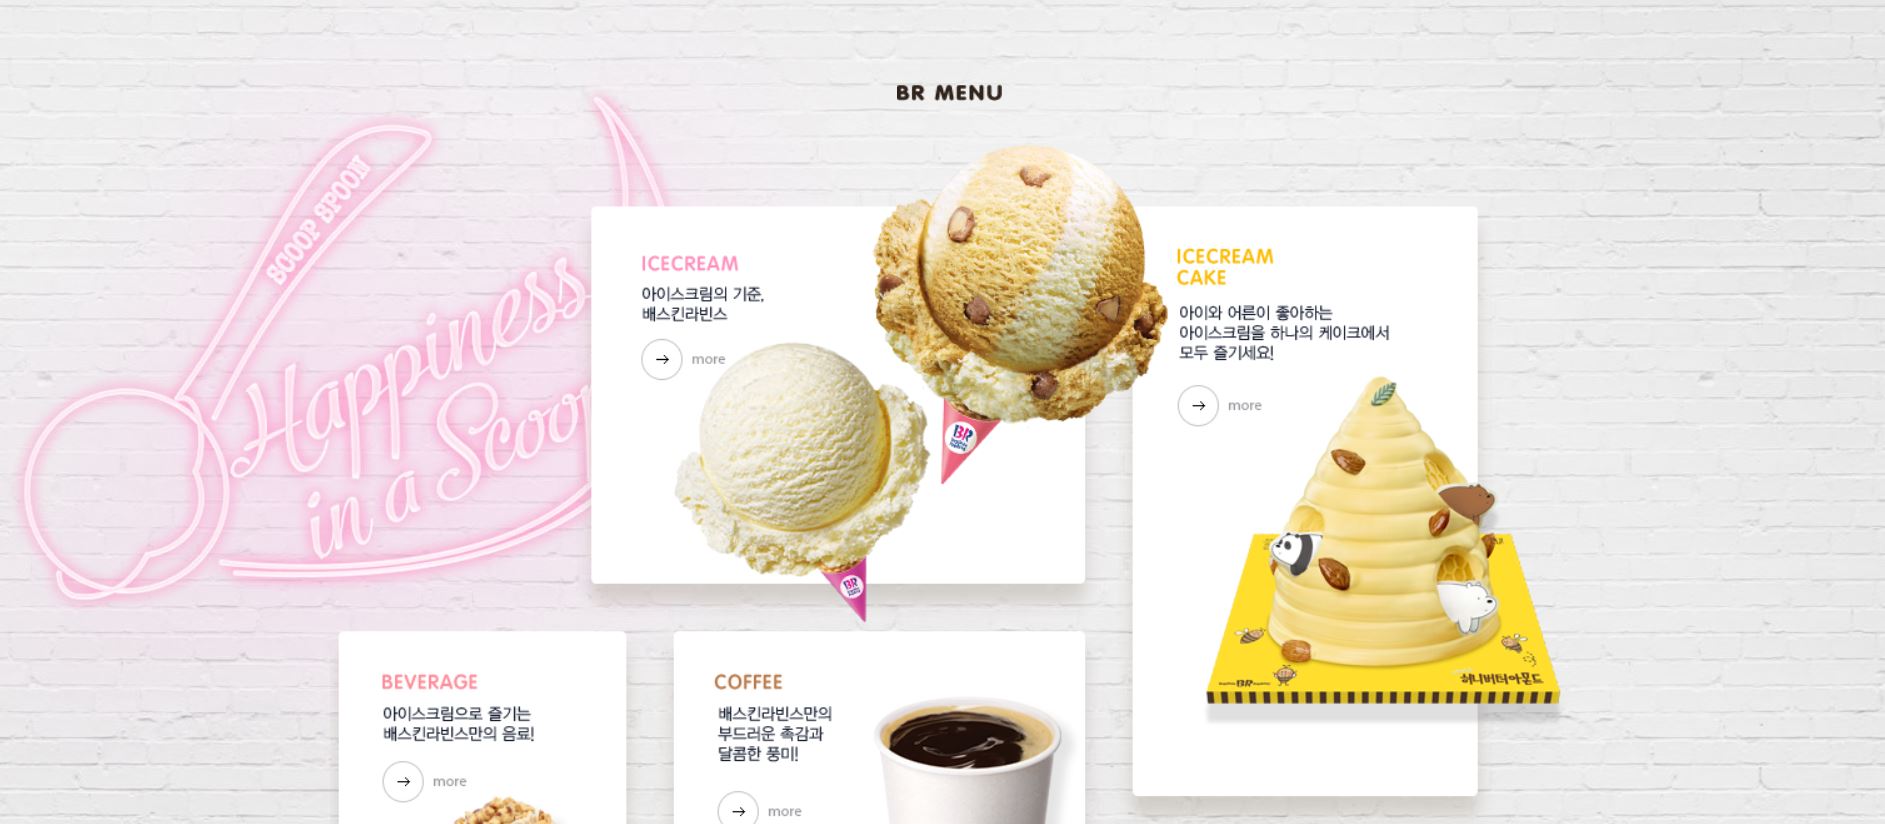 BR MENU
SCOOP SPOON
Happiness
in a Scoop
ICECREAM
아이스크림의 기준,
배스킨라빈스
more
BR
BR
ICECREAM
CAKE
아이와 어른이 좋아하는
아이스크림을 하나의 케이크에서
모두 즐기세요!
more
BR
허니버터아몬드
BEVERAGE
아이스크림으로 즐기는
배스킨라빈스만의 음료!
more
COFFEE
배스킨라빈스만의
부드러운 촉감과
달콤한 풍미!
more